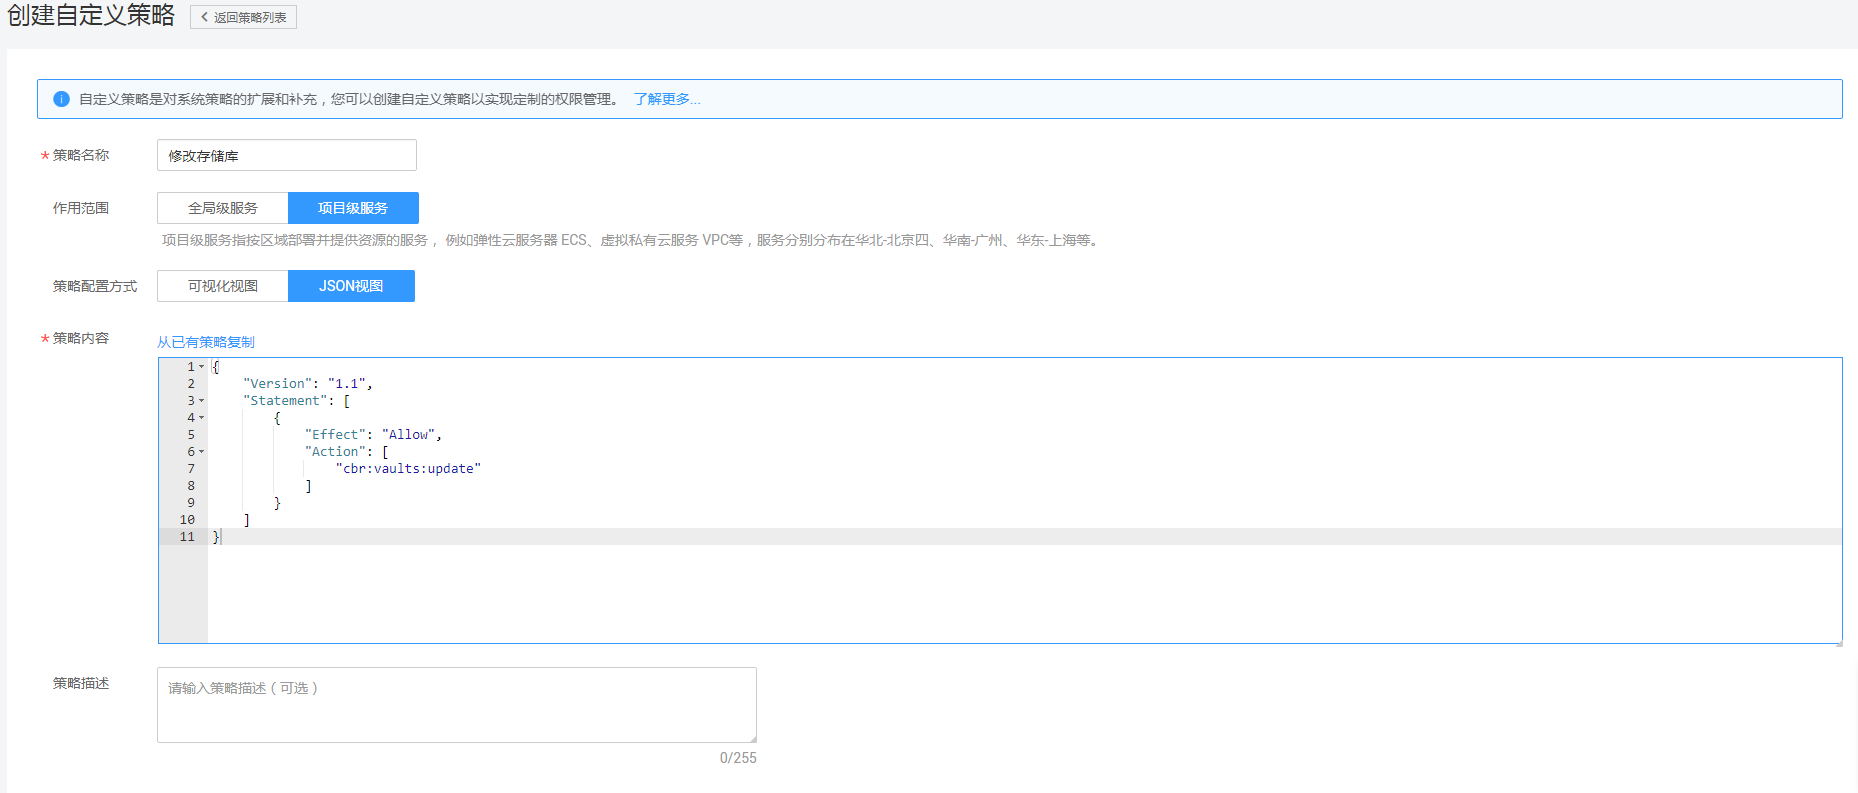 创建自定义策略 返回策略列表
自定义策略是对系统策略的扩展和补充，您可以创建自定义策略以实现定制的权限管理。 了解更多...
* 策略名称 修改存储库
作用范围 全局级服务 项目级服务
项目级服务指按区域部署并提供资源的服务， 例如弹性云服务器 ECS、虚拟私有云服务 VPC等，服务分别分布在华北-北京四、华南-广州、华东-上海等。
策略配置方式 可视化视图 JSON视图
* 策略内容 从已有策略复制
1 {
2     "Version": "1.1",
3     "Statement": [
4         {
5             "Effect": "Allow",
6             "Action": [
7                 "cbr:vaults:update"
8             ]
9         }
10     ]
11 }
策略描述 请输入策略描述（可选）
0/255